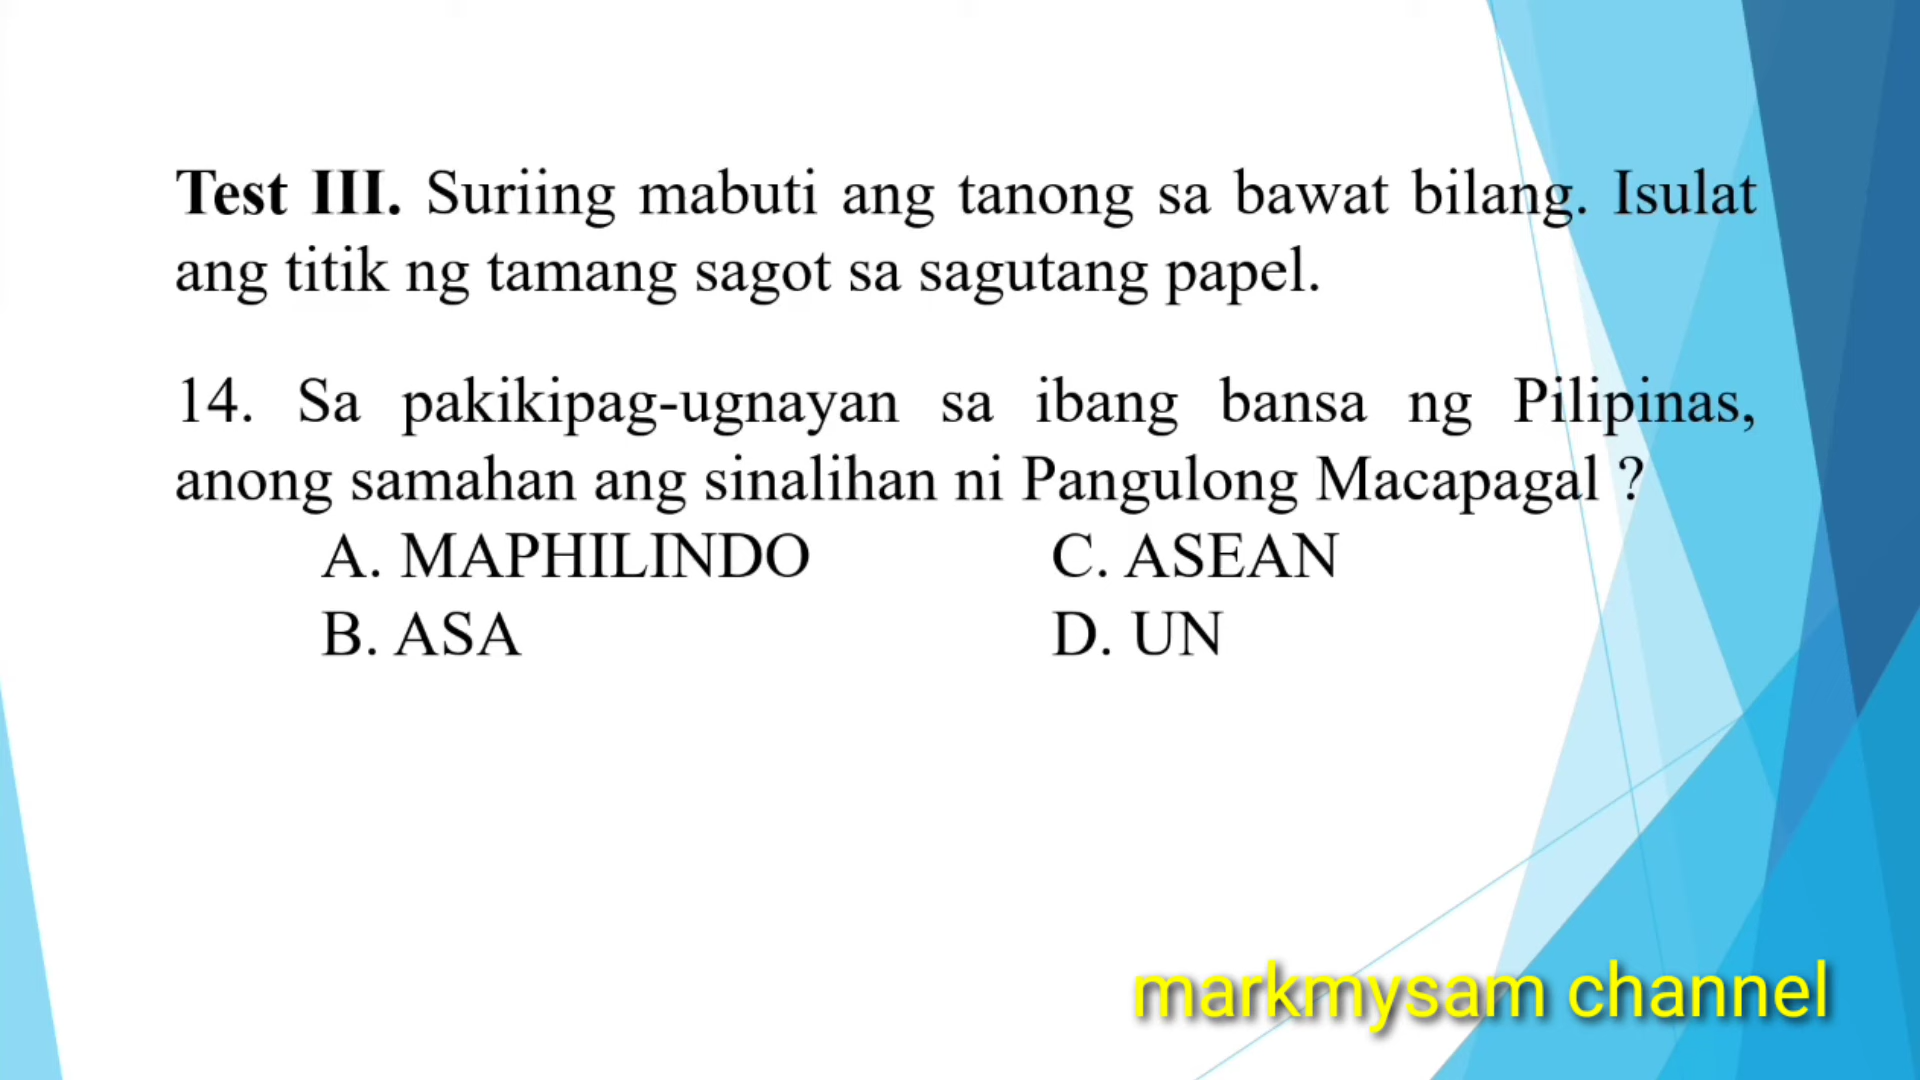 Test III. Suriing mabuti ang tanong sa bawat bilang. Isulat
ang titik ng tamang sagot sa sagutang papel.
14. Sa pakikipag-ugnayan sa ibang bansa ng Pilipinas,
anong samahan ang sinalihan ni Pangulong Macapagal ?
A. MAPHILINDO C. ASEAN
B. ASA D. UN
markmysam channel